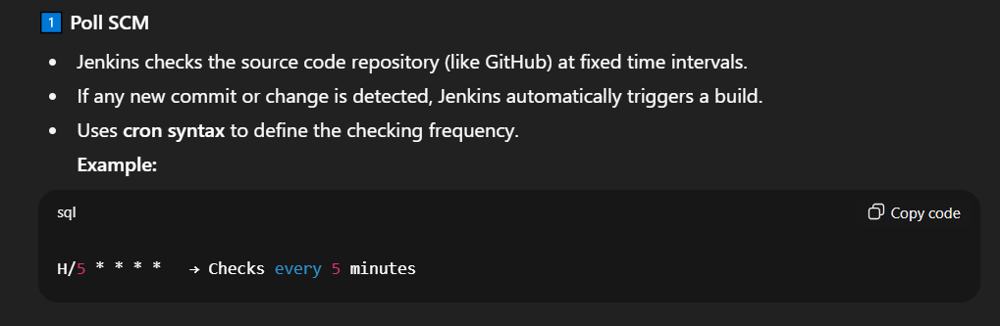 1 Poll SCM
• Jenkins checks the source code repository (like GitHub) at fixed time intervals.
• If any new commit or change is detected, Jenkins automatically triggers a build.
• Uses cron syntax to define the checking frequency.
Example:
sql
Copy code
H/5 * * * * → Checks every 5 minutes